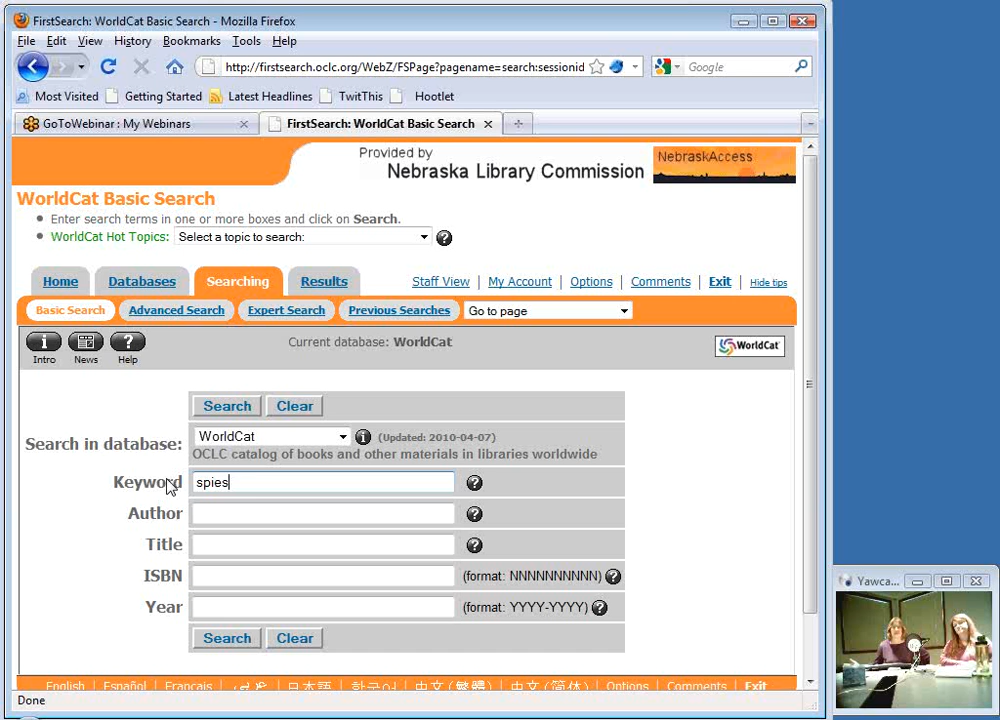 FirstSearch: WorldCat Basic Search - Mozilla Firefox
File Edit View History Bookmarks Tools Help
http://firstsearch.oclc.org/WebZ/FSPage?pagename=search:sessionid
Google
Most Visited Getting Started Latest Headlines TwitThis Hootlet
GoToWebinar : My Webinars FirstSearch: WorldCat Basic Search
Provided by
Nebraska Library Commission
NebraskAccess
WorldCat Basic Search
Enter search terms in one or more boxes and click on Search.
WorldCat Hot Topics: Select a topic to search:
Home Databases Searching Results Staff View | My Account | Options | Comments | Exit | Hide tips
Basic Search Advanced Search Expert Search Previous Searches Go to page
Intro News Help
Current database: WorldCat
WorldCat
Search Clear
Search in database: WorldCat (Updated: 2010-04-07)
OCLC catalog of books and other materials in libraries worldwide
Keyword spies
Author
Title
ISBN (format: NNNNNNNNNN)
Year (format: YYYY-YYYY)
Search Clear
English | Español | Français | 日本語 | 한국어 | 中文(繁體) | 中文(简体) | Options | Comments | Exit
Done
Yawca...